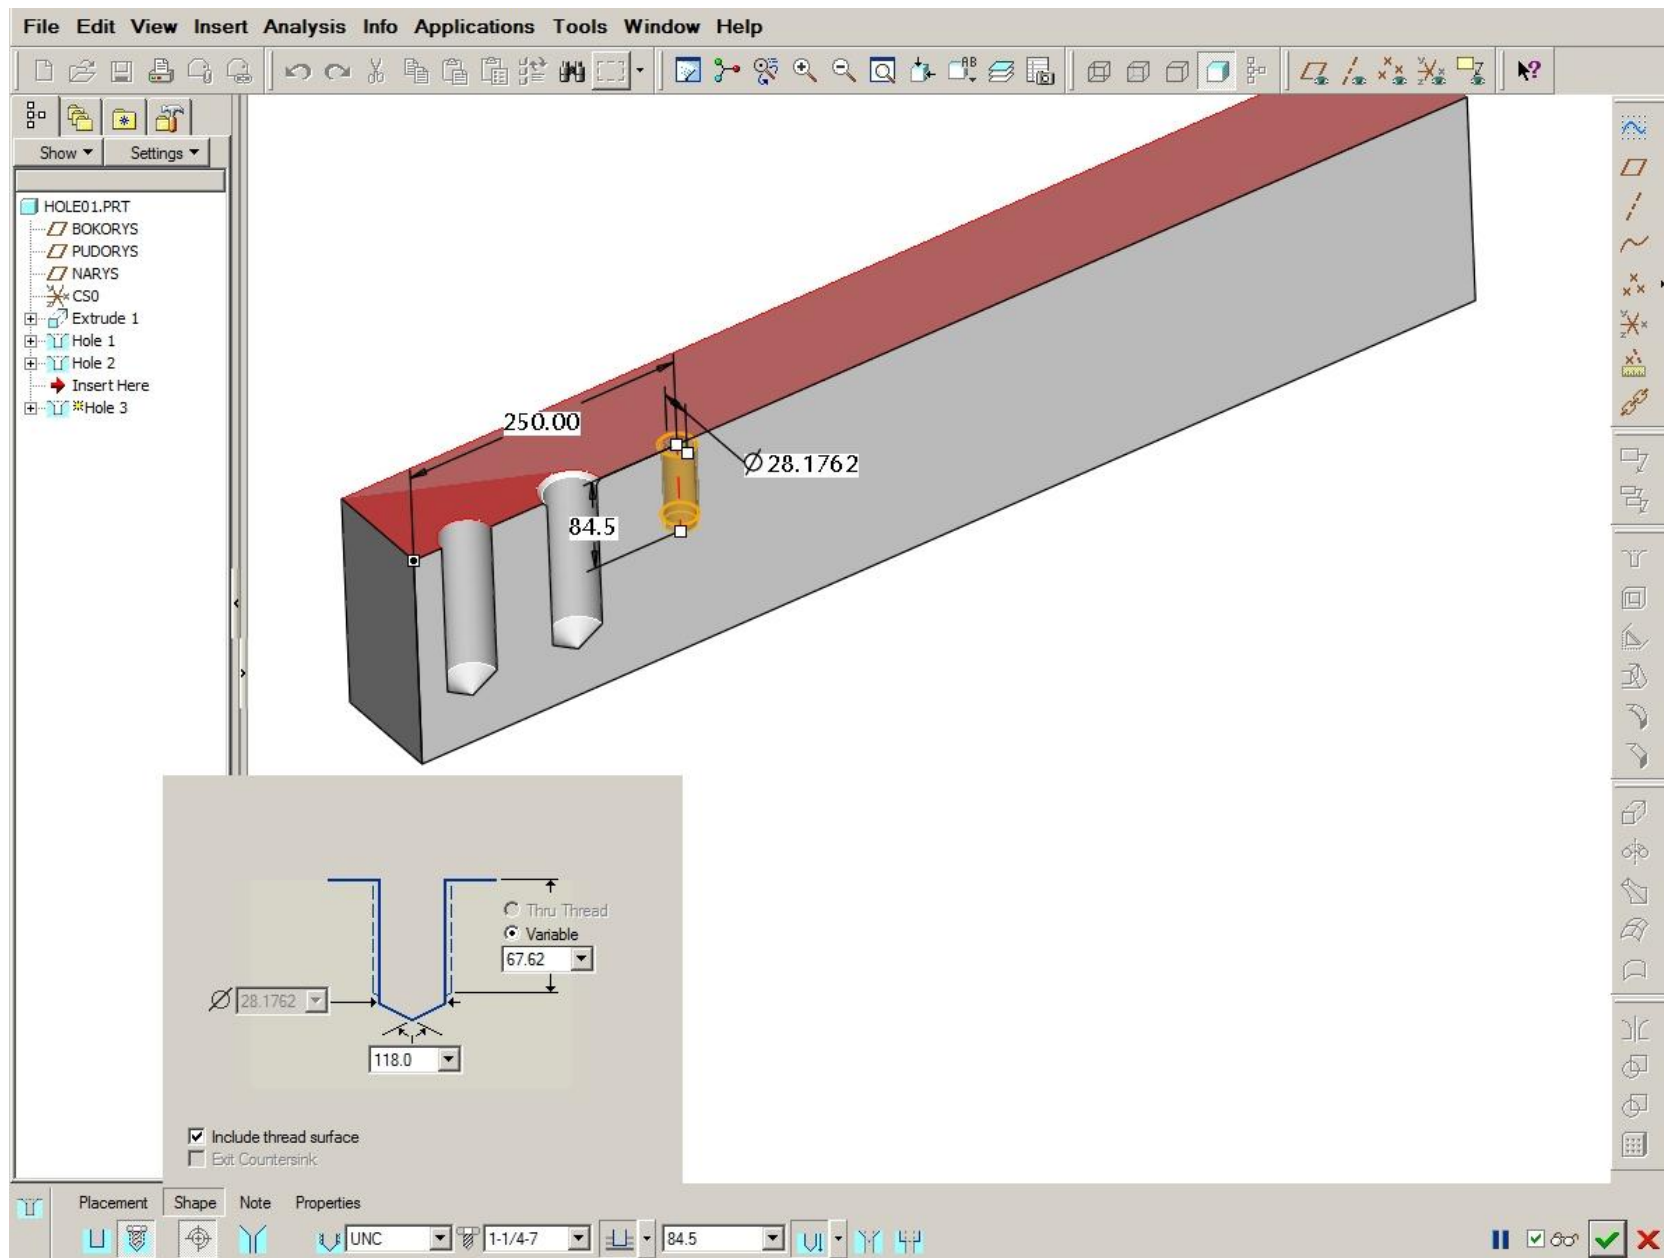 File Edit View Insert Analysis Info Applications Tools Window Help
Show Settings
HOLE01.PRT
BOKORYS
PUDORYS
NARYS
CS0
Extrude 1
Hole 1
Hole 2
Insert Here
Hole 3
250.00
Ø 28.1762
84.5
Thru Thread
Variable
67.62
Ø 28.1762
118.0
Include thread surface
Exit Countersink
Placement Shape Note Properties
UNC 1-1/4-7 84.5